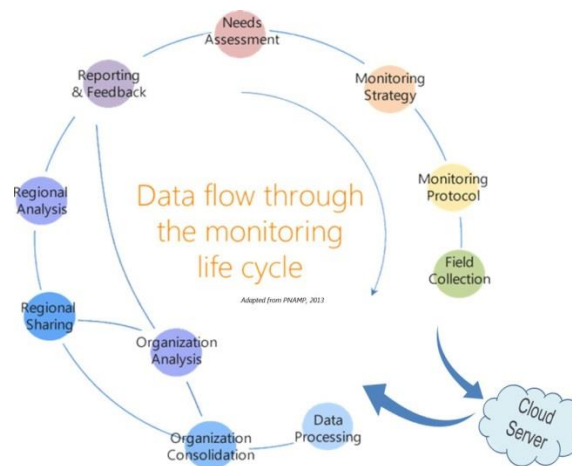 Needs
Assessment
Reporting
& Feedback
Monitoring
Strategy
Monitoring
Protocol
Regional
Analysis
Data flow through
the monitoring
life cycle
Adapted from PNAMP, 2013
Field
Collection
Regional
Sharing
Organization
Analysis
Cloud
Server
Data
Processing
Organization
Consolidation